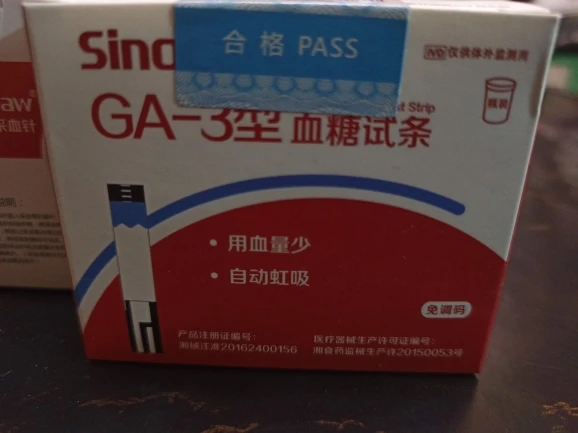 合格 PASS
Sino
IVD 仅供体外监测用
t Strip
瓶装
GA-3型 血糖试条
• 用血量少
• 自动虹吸
免调码
产品注册证编号:
湘械注准20162400156
医疗器械生产许可证编号:
湘食药监械生产许20150053号